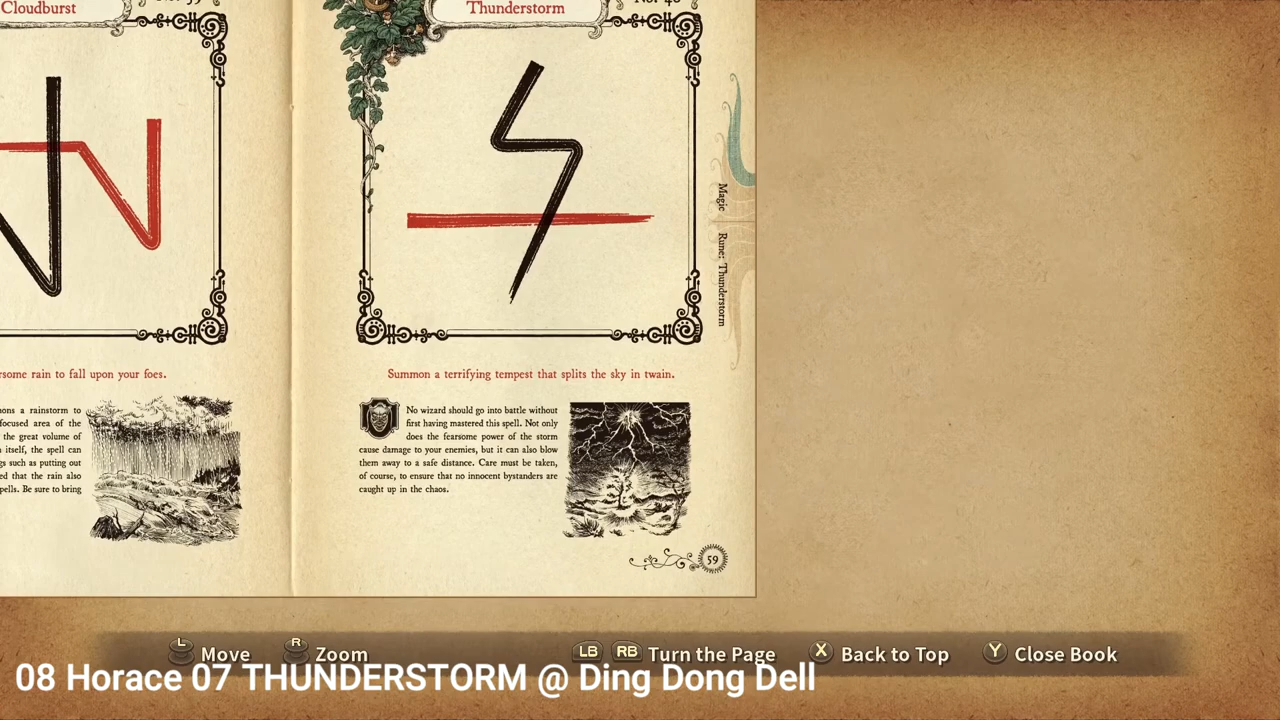 Cloudburst
rsome rain to fall upon your foes.
ons a rainstorm to
focused area of the
the great volume of
itself, the spell can
gs such as putting out
ed that the rain also
pells. Be sure to bring
Thunderstorm
Summon a terrifying tempest that splits the sky in twain.
No wizard should go into battle without
first having mastered this spell. Not only
does the fearsome power of the storm
cause damage to your enemies, but it can also blow
them away to a safe distance. Care must be taken,
of course, to ensure that no innocent bystanders are
caught up in the chaos.
59
Magic
Rune: Thunderstorm
L Move R Zoom LB RB Turn the Page X Back to Top Y Close Book
08 Horace 07 THUNDERSTORM @ Ding Dong Dell